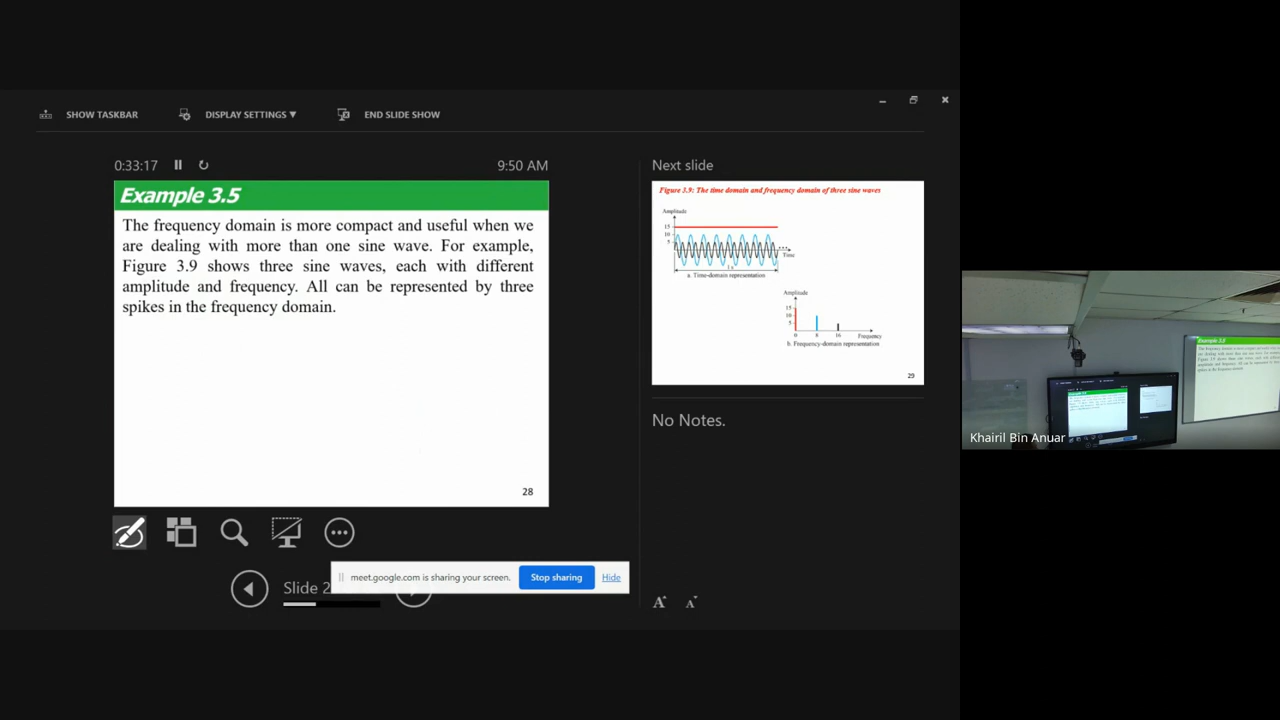 SHOW TASKBAR
DISPLAY SETTINGS ▼
END SLIDE SHOW
0:33:17
9:50 AM
Next slide
Example 3.5
The frequency domain is more compact and useful when we
are dealing with more than one sine wave. For example,
Figure 3.9 shows three sine waves, each with different
amplitude and frequency. All can be represented by three
spikes in the frequency domain.
28
Figure 3.9: The time domain and frequency domain of three sine waves
Amplitude
15
10
5
Time
1 s
a. Time-domain representation
Amplitude
15
10
5
0
8
16
Frequency
b. Frequency-domain representation
29
No Notes.
Slide 2
meet.google.com is sharing your screen.
Stop sharing
Hide
A
A
Khairil Bin Anuar
Example 3.5